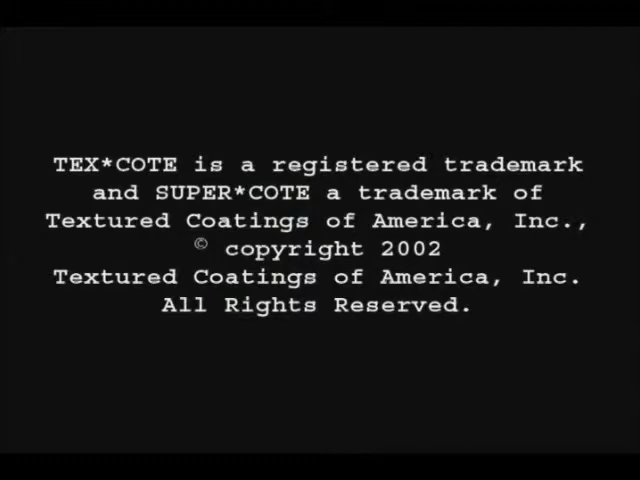 TEX*COTE is a registered trademark
and SUPER*COTE a trademark of
Textured Coatings of America, Inc.,
© copyright 2002
Textured Coatings of America, Inc.
All Rights Reserved.